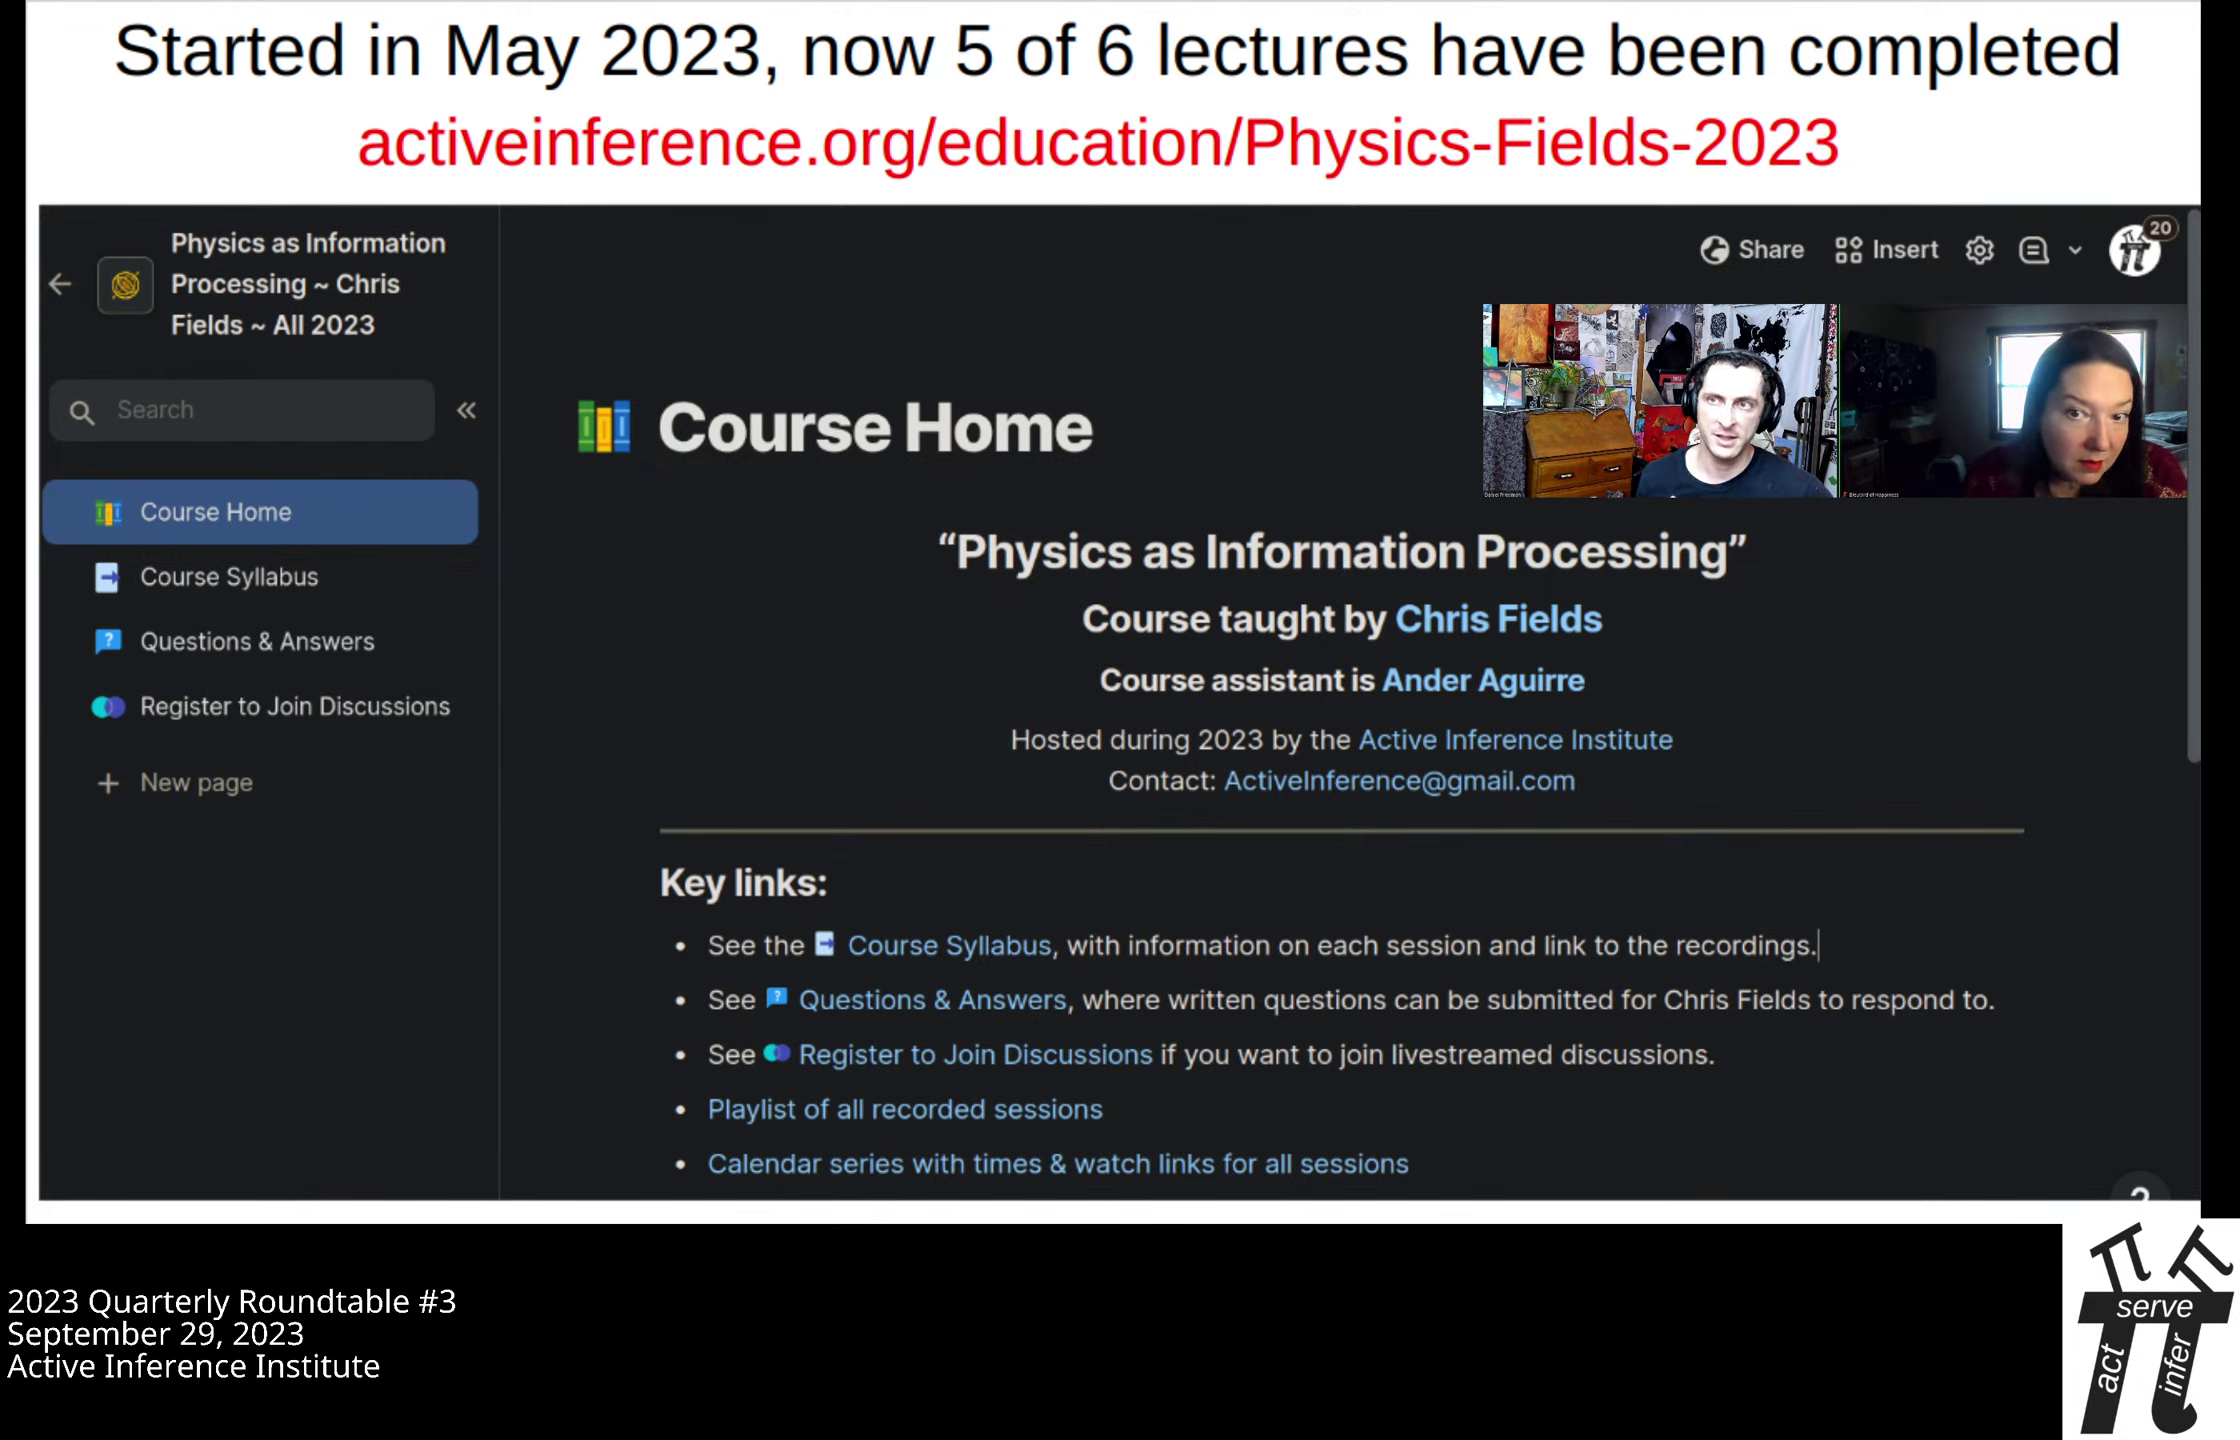 Started in May 2023, now 5 of 6 lectures have been completed
activeinference.org/education/Physics-Fields-2023
Physics as Information
Processing ~ Chris
Fields ~ All 2023
Search
Course Home
Course Syllabus
Questions & Answers
Register to Join Discussions
New page
Share
Insert
20
Course Home
Daniel Friedman
Bleubird of Happiness
“Physics as Information Processing”
Course taught by Chris Fields
Course assistant is Ander Aguirre
Hosted during 2023 by the Active Inference Institute
Contact: ActiveInference@gmail.com
Key links:
• See the Course Syllabus, with information on each session and link to the recordings.
• See Questions & Answers, where written questions can be submitted for Chris Fields to respond to.
• See Register to Join Discussions if you want to join livestreamed discussions.
• Playlist of all recorded sessions
• Calendar series with times & watch links for all sessions
?
2023 Quarterly Roundtable #3
September 29, 2023
Active Inference Institute
serve
act
infer